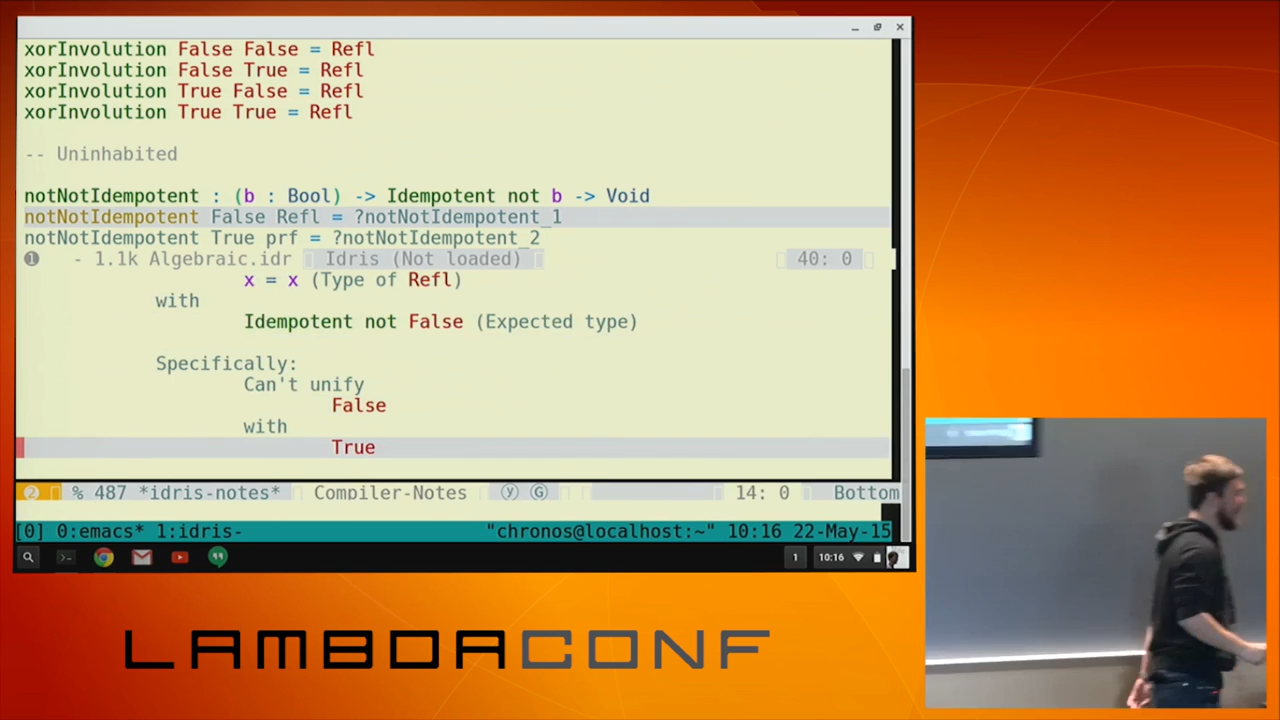 xorInvolution False False = Refl
xorInvolution False True = Refl
xorInvolution True False = Refl
xorInvolution True True = Refl
-- Uninhabited
notNotIdempotent : (b : Bool) -> Idempotent not b -> Void
notNotIdempotent False Refl = ?notNotIdempotent_1
notNotIdempotent True prf = ?notNotIdempotent_2
❶ - 1.1k Algebraic.idr Idris (Not loaded) 40: 0
x = x (Type of Refl)
with
Idempotent not False (Expected type)
Specifically:
Can't unify
False
with
True
❷ % 487 *idris-notes* Compiler-Notes ⓨ Ⓖ 14: 0 Bottom
[0] 0:emacs* 1:idris- "chronos@localhost:~" 10:16 22-May-15
1 10:16
LAMBDACONF